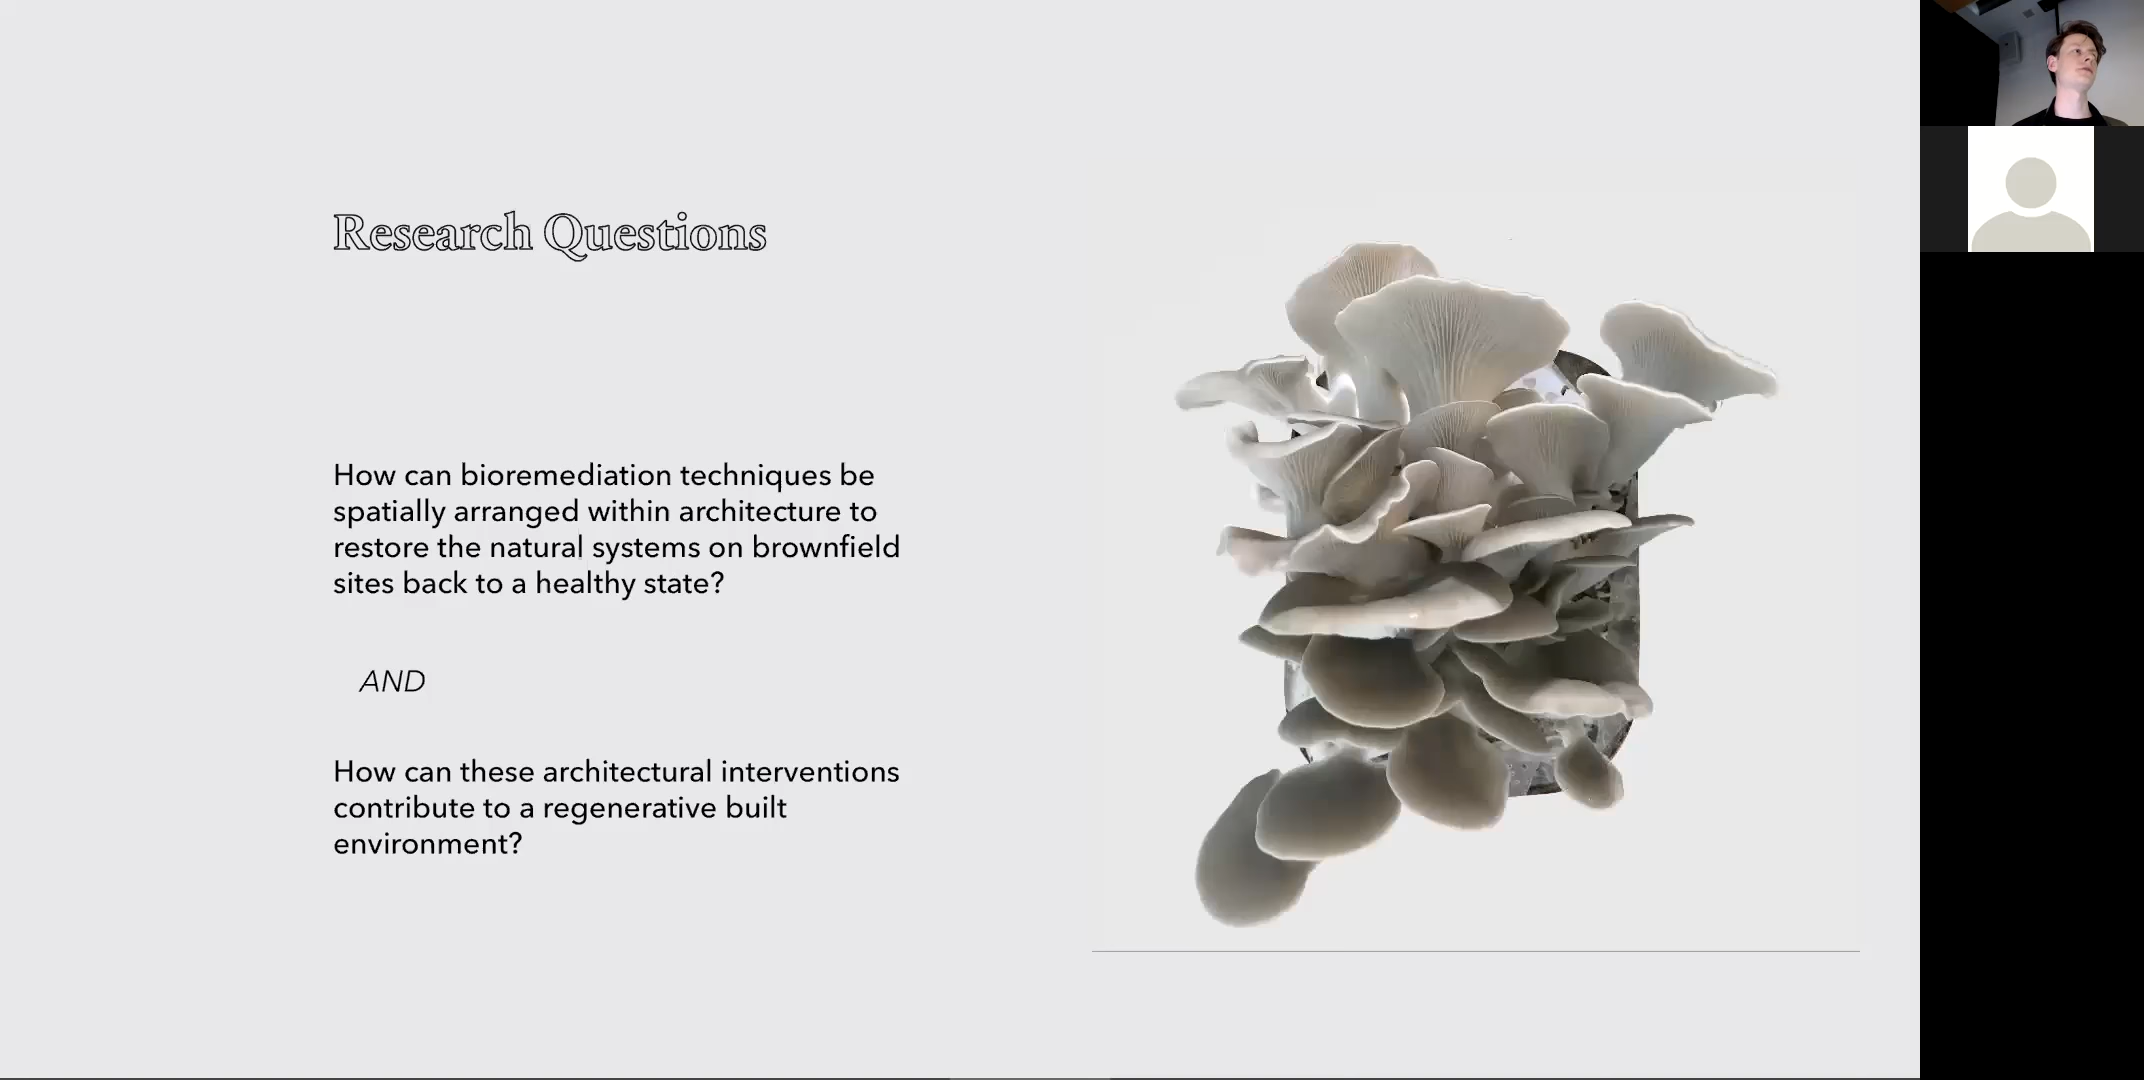 Research Questions
How can bioremediation techniques be
spatially arranged within architecture to
restore the natural systems on brownfield
sites back to a healthy state?
AND
How can these architectural interventions
contribute to a regenerative built
environment?